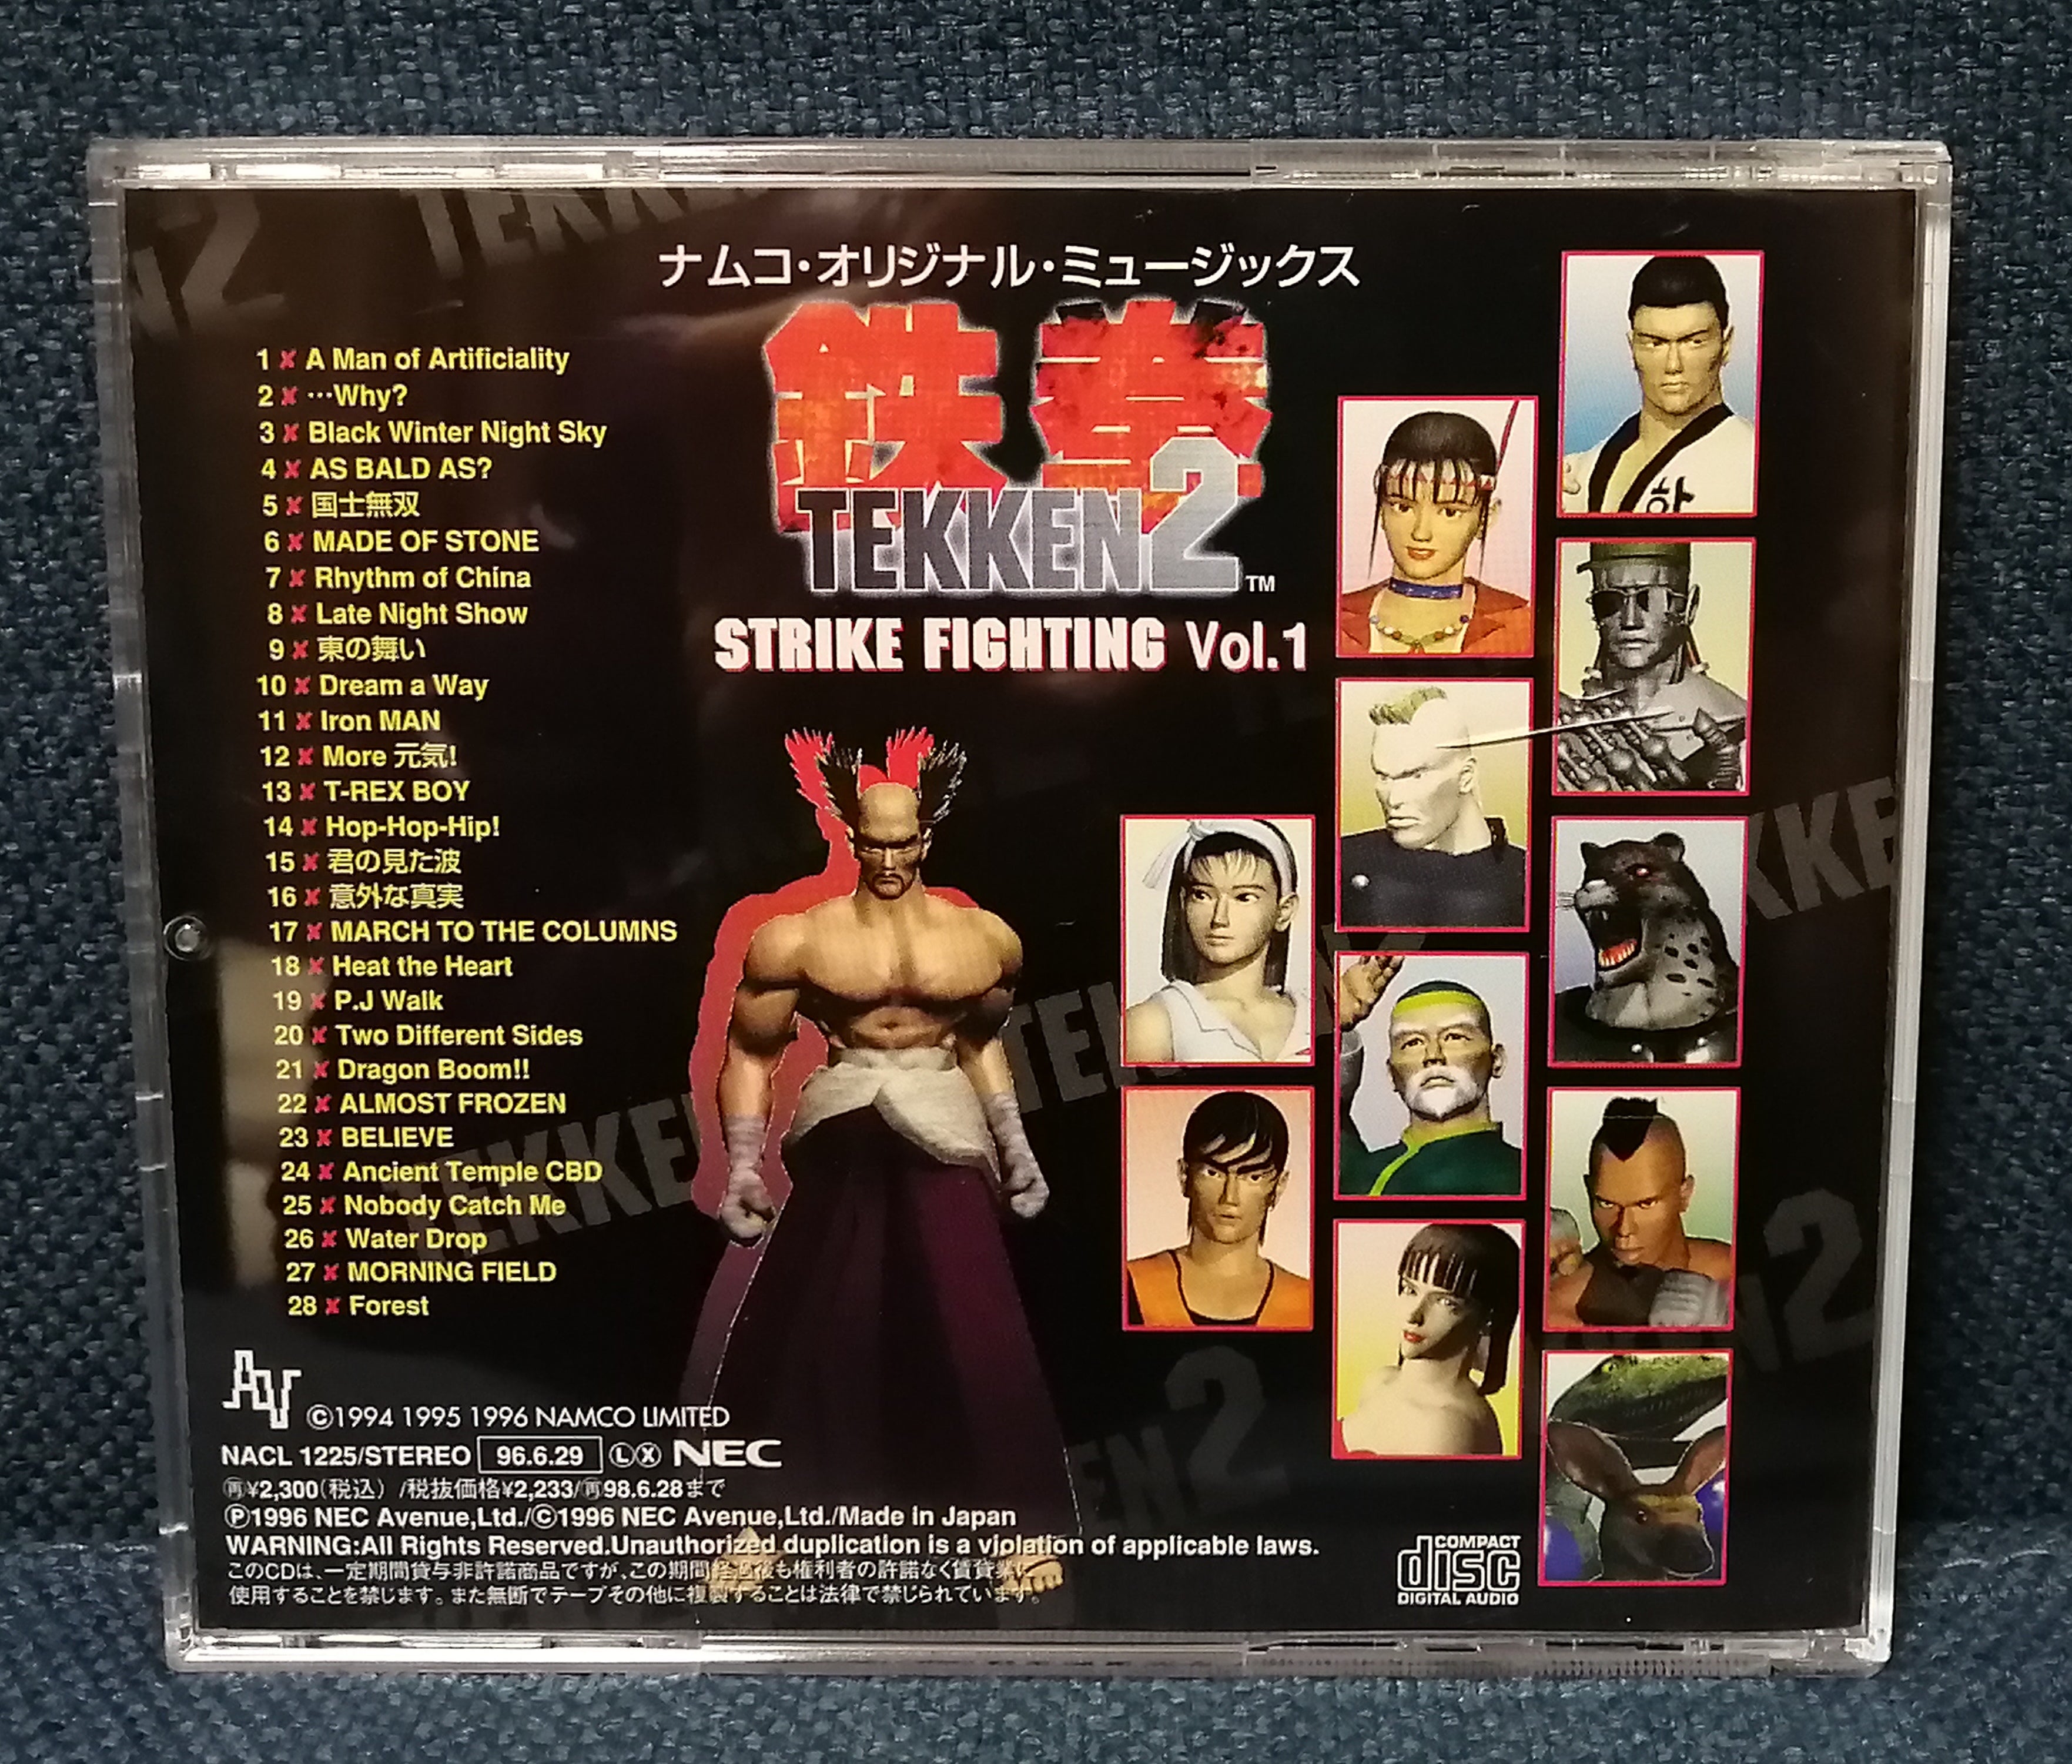 ナムコ・オリジナル・ミュージックス
鉄拳
TEKKEN2™
STRIKE FIGHTING Vol.1
1 × A Man of Artificiality
2 × …Why?
3 × Black Winter Night Sky
4 × AS BALD AS?
5 × 国士無双
6 × MADE OF STONE
7 × Rhythm of China
8 × Late Night Show
9 × 東の舞い
10 × Dream a Way
11 × Iron MAN
12 × More 元気!
13 × T-REX BOY
14 × Hop-Hop-Hip!
15 × 君の見た波
16 × 意外な真実
17 × MARCH TO THE COLUMNS
18 × Heat the Heart
19 × P.J Walk
20 × Two Different Sides
21 × Dragon Boom!!
22 × ALMOST FROZEN
23 × BELIEVE
24 × Ancient Temple CBD
25 × Nobody Catch Me
26 × Water Drop
27 × MORNING FIELD
28 × Forest
AV ©1994 1995 1996 NAMCO LIMITED
NACL 1225/STEREO 96.6.29 Ⓛ Ⓧ NEC
再¥2,300(税込)/税抜価格¥2,233/再98.6.28まで
Ⓟ1996 NEC Avenue,Ltd./©1996 NEC Avenue,Ltd./Made in Japan
WARNING:All Rights Reserved.Unauthorized duplication is a violation of applicable laws.
このCDは、一定期間貸与非許諾商品ですが、この期間経過後も権利者の許諾なく賃貸業に
使用することを禁じます。また無断でテープその他に複製することは法律で禁じられています。
COMPACT
disc
DIGITAL AUDIO
하
TEKKEN2